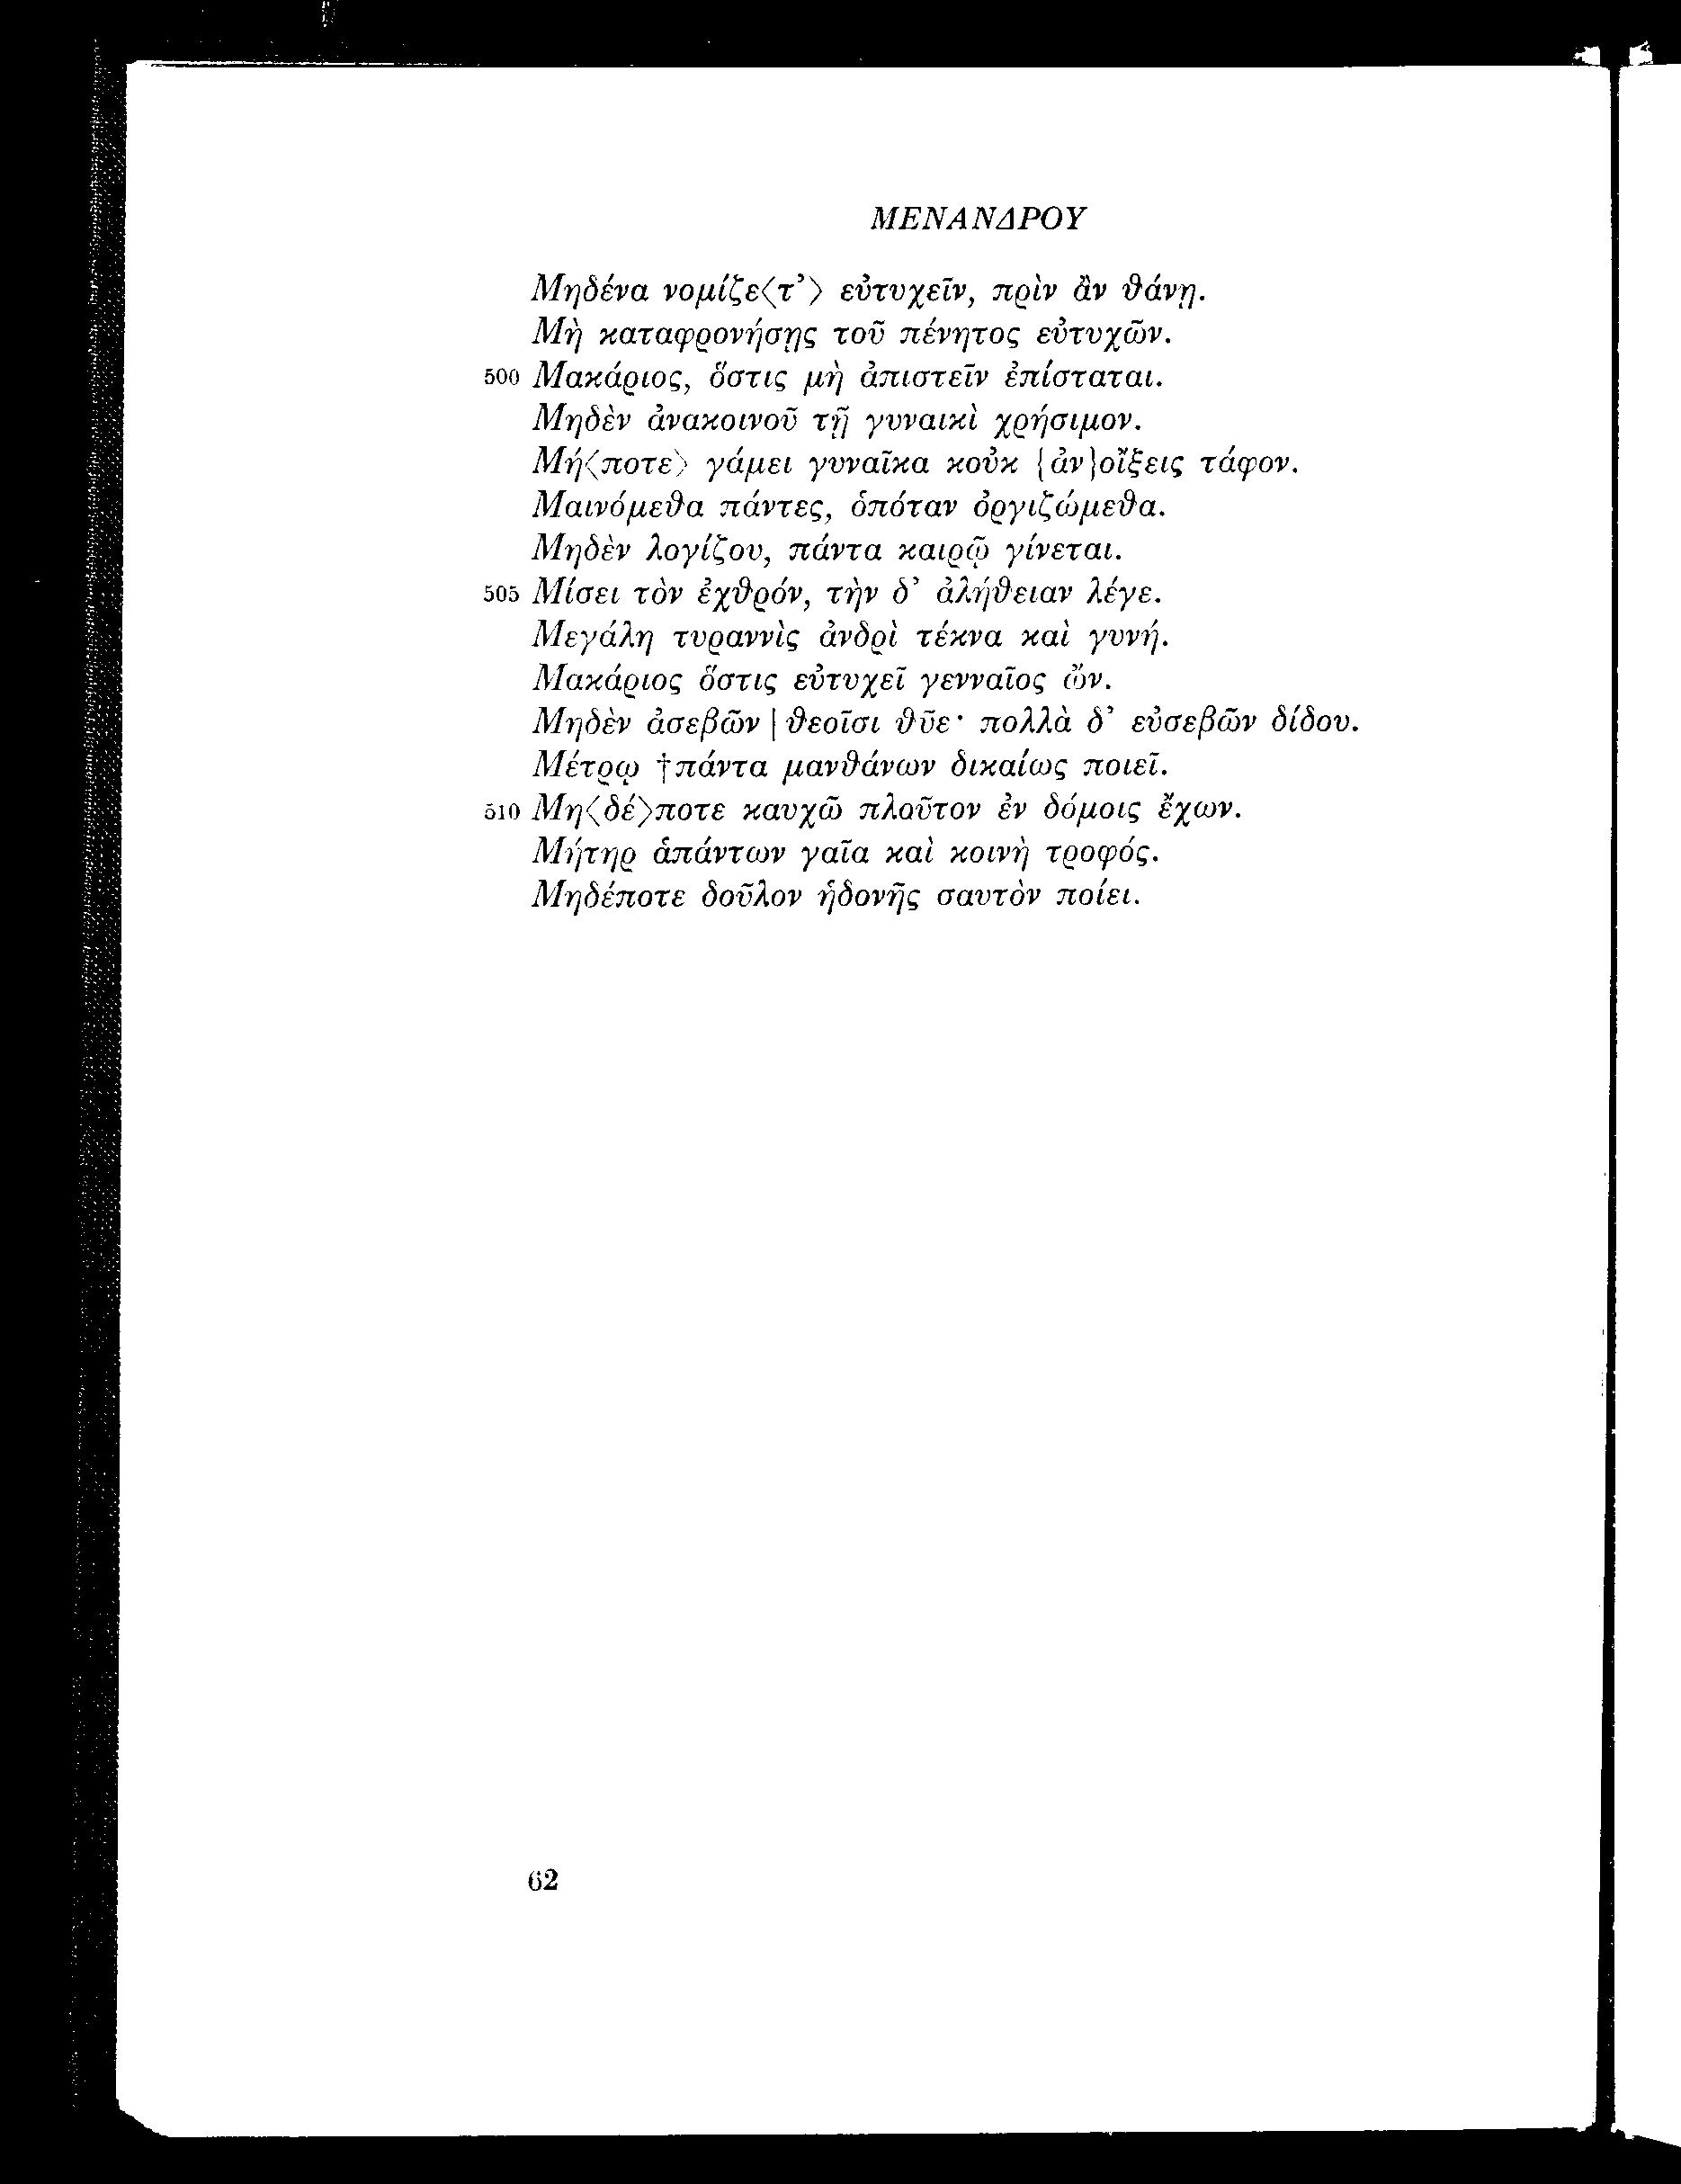 ΜΕΝΑΝΔΡΟΥ
Μηδένα νομίζε⟨τ’⟩ εὐτυχεῖν, πρὶν ἂν ϑάνῃ.
Μὴ καταφρονήσῃς τοῦ πένητος εὐτυχῶν.
500 Μακάριος, ὅστις μὴ ἀπιστεῖν ἐπίσταται.
Μηδὲν ἀνακοινοῦ τῇ γυναικὶ χρήσιμον.
Μή⟨ποτε⟩ γάμει γυναῖκα κοὐκ {ἀν}οἴξεις τάφον.
Μαινόμεϑα πάντες, ὁπόταν ὀργιζώμεϑα.
Μηδὲν λογίζου, πάντα καιρῷ γίνεται.
505 Μίσει τὸν ἐχϑρόν, τὴν δ’ ἀλήϑειαν λέγε.
Μεγάλη τυραννὶς ἀνδρὶ τέκνα καὶ γυνή.
Μακάριος ὅστις εὐτυχεῖ γενναῖος ὤν.
Μηδὲν ἀσεβῶν | ϑεοῖσι ϑῦε· πολλὰ δ’ εὐσεβῶν δίδου.
Μέτρῳ †πάντα μανϑάνων δικαίως ποιεῖ.
510 Μη⟨δέ⟩ποτε καυχῶ πλοῦτον ἐν δόμοις ἔχων.
Μήτηρ ἁπάντων γαῖα καὶ κοινὴ τροφός.
Μηδέποτε δοῦλον ἡδονῆς σαυτὸν ποίει.
62